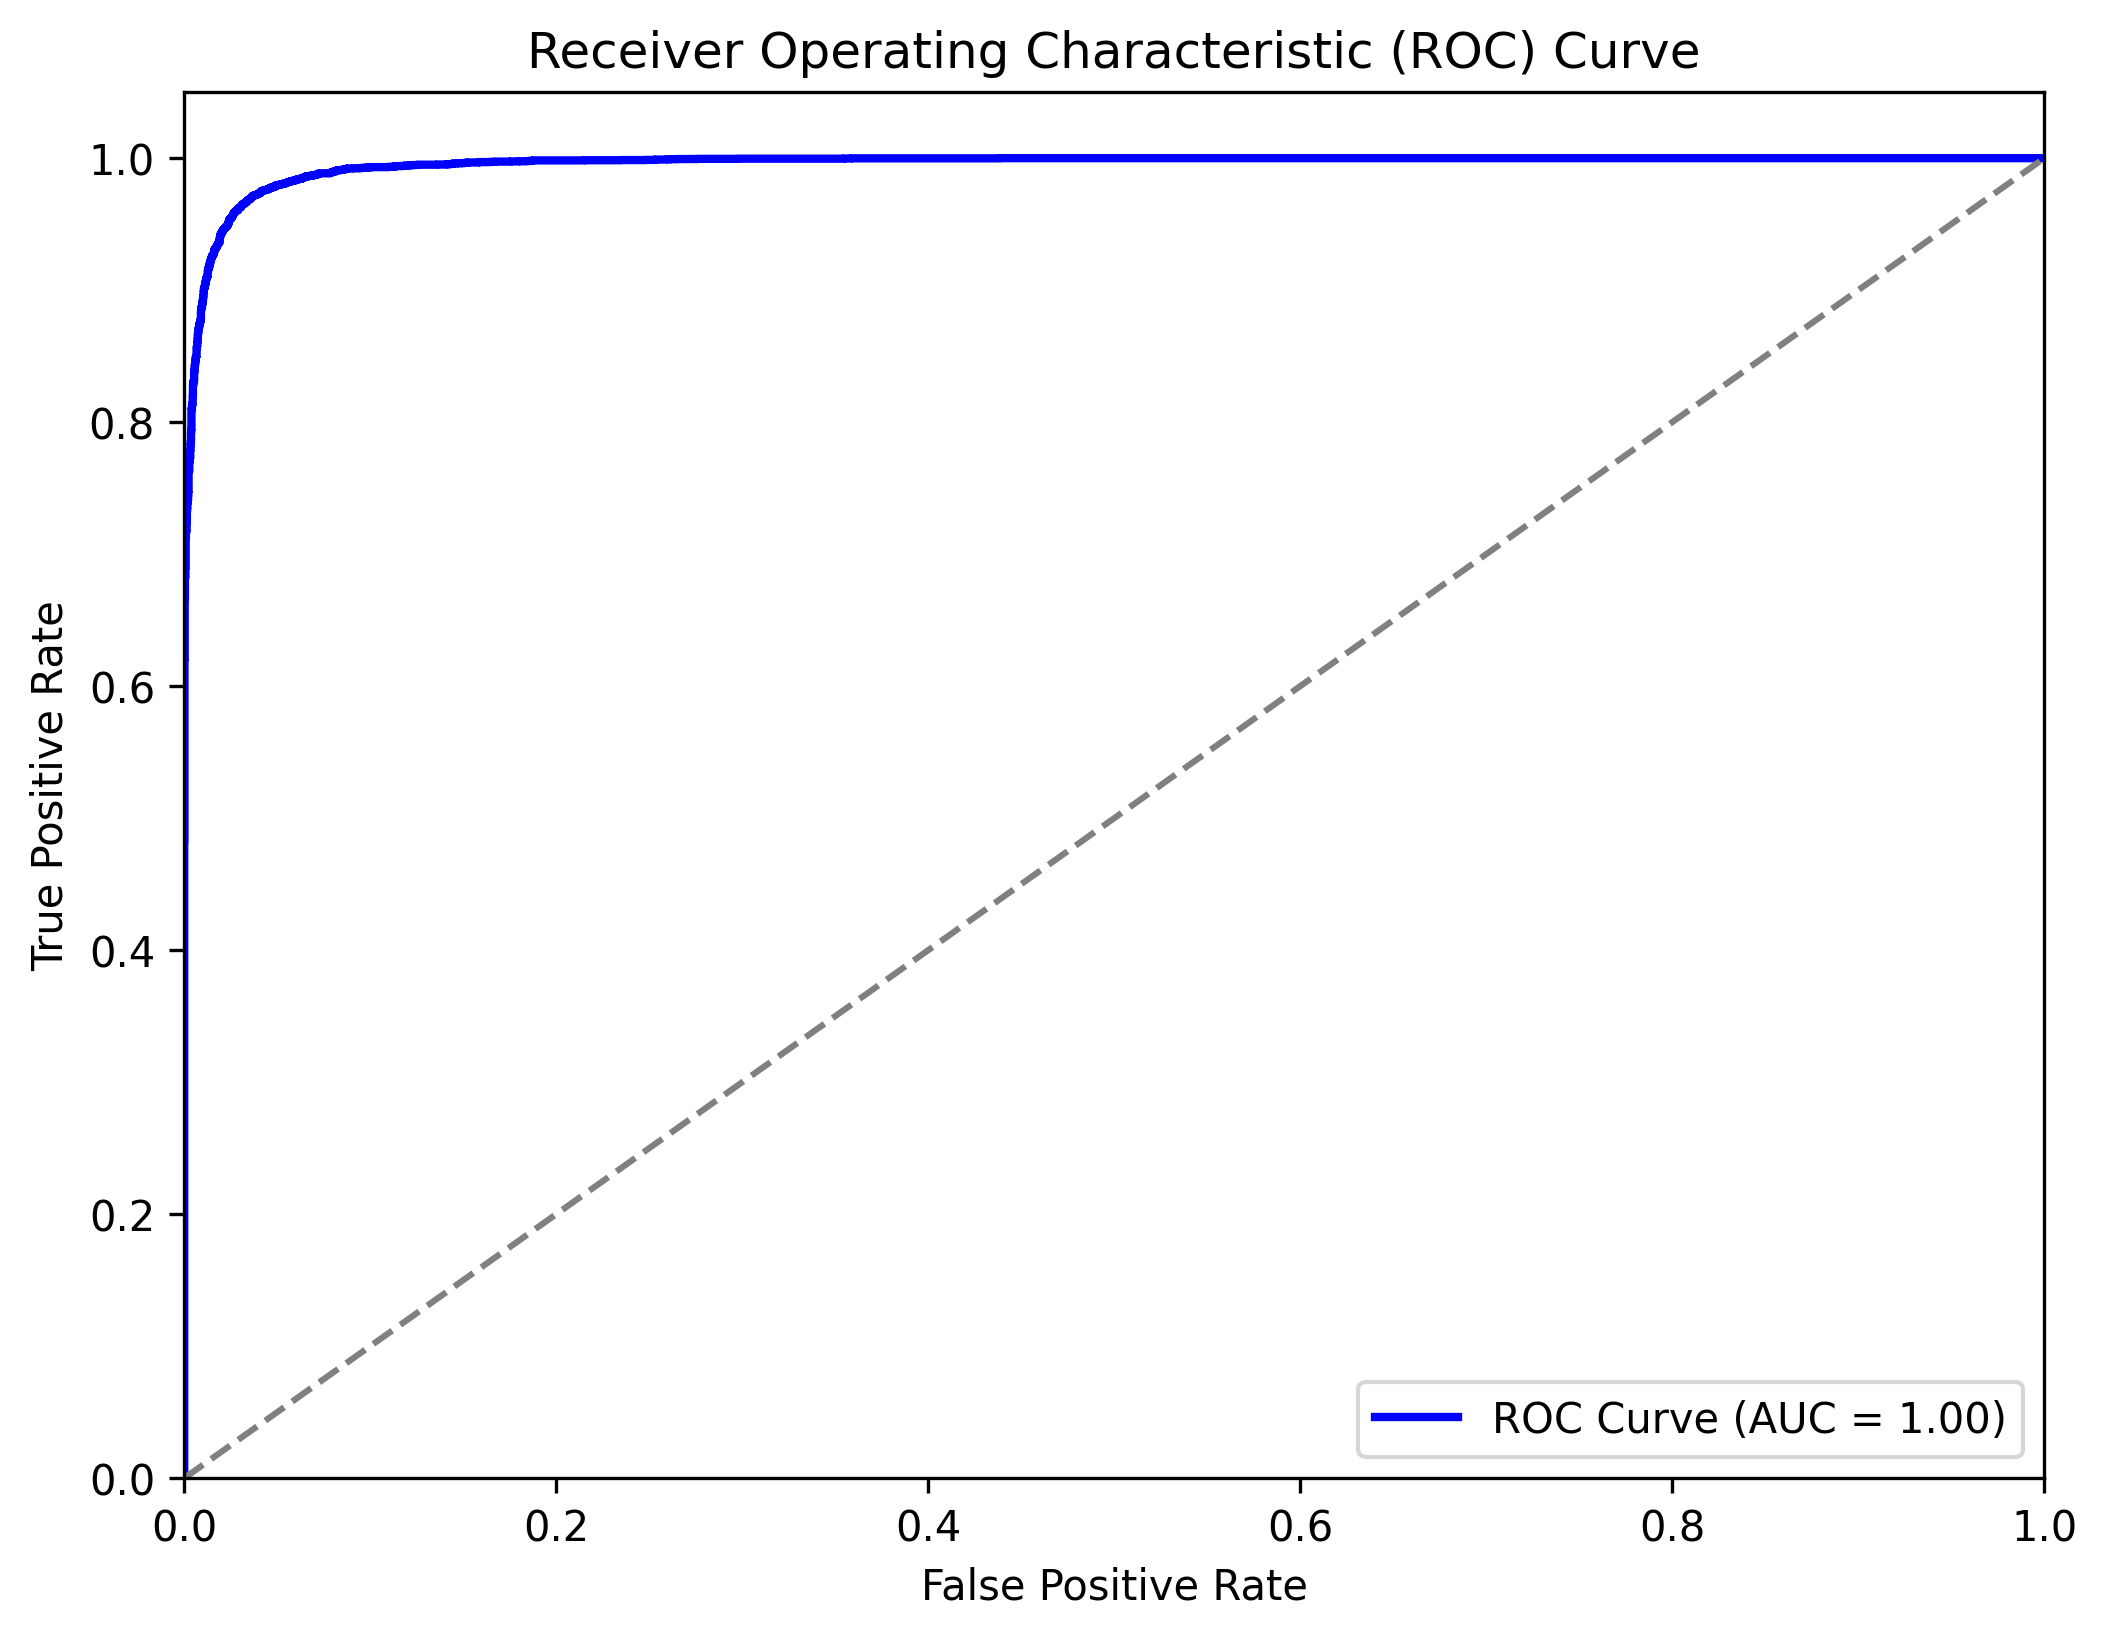 Receiver Operating Characteristic (ROC) Curve
1.0
0.8
0.6
0.4
0.2
0.0
True Positive Rate
ROC Curve (AUC = 1.00)
0.0 0.2 0.4 0.6 0.8 1.0
False Positive Rate